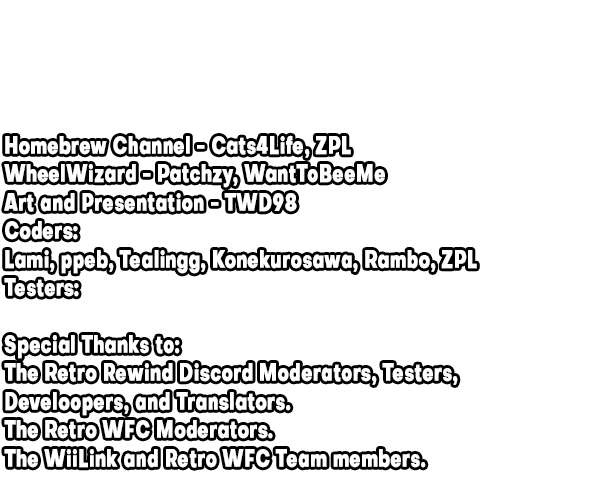 Homebrew Channel - Cats4Life, ZPL
WheelWizard - Patchzy, WantToBeeMe
Art and Presentation - TWD98
Coders:
Lami, ppeb, Tealingg, Konekurosawa, Rambo, ZPL
Testers:
Special Thanks to:
The Retro Rewind Discord Moderators, Testers,
Develoopers, and Translators.
The Retro WFC Moderators.
The WiiLink and Retro WFC Team members.